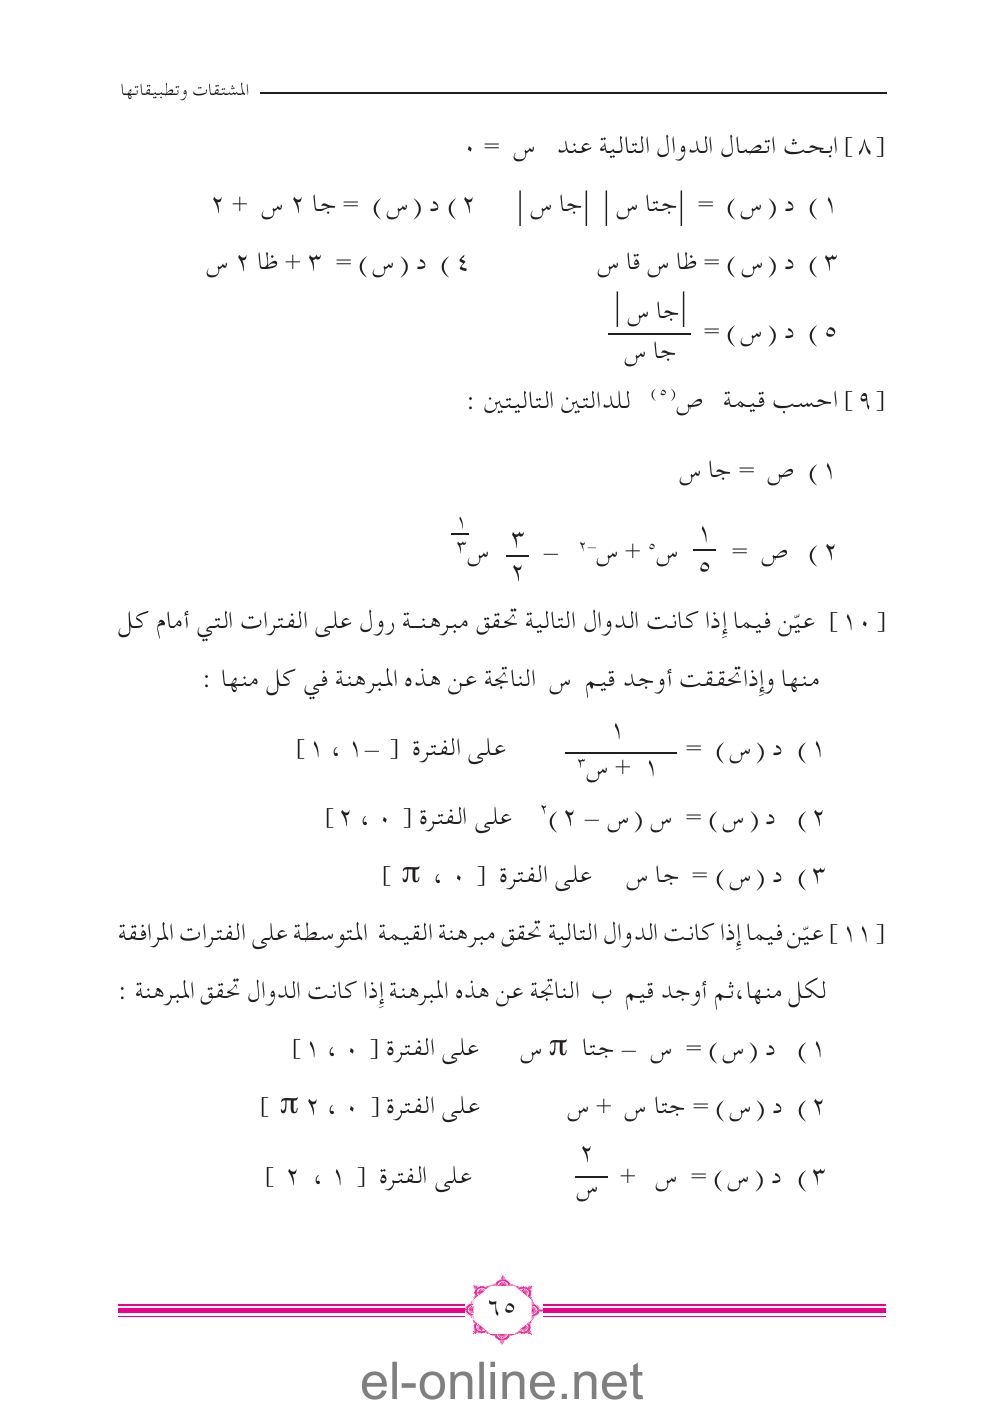 المشتقات وتطبيقاتها
[ ٨ ] ابحث اتصال الدوال التالية عند س = ٠
١ ) د ( س ) = |جتا س | |جا س | ٢ ) د ( س ) = جا ٢ س + ٢
٣ ) د ( س ) = ظا س قا س ٤ ) د ( س ) = ٣ + ظا ٢ س
٥ ) د ( س ) = |جا س | / جا س
[ ٩ ] احسب قيمة ص⁽⁵⁾ للدالتين التاليتين :
١ ) ص = جا س
٢ ) ص = ١/٥ س^٥ + س^−٢ − ٣/٢ س^١/٣
[ ١٠ ] عيّن فيما إذا كانت الدوال التالية تحقق مبرهنــة رول على الفترات التي أمام كل
منها وإذاتحققت أوجد قيم س الناتجة عن هذه المبرهنة في كل منها :
١ ) د ( س ) = ١ / ١ + س^٣ على الفترة [ −١ ، ١ ]
٢ ) د ( س ) = س ( س − ٢ )^٢ على الفترة [ ٠ ، ٢ ]
٣ ) د ( س ) = جا س على الفترة [ ٠ ، π ]
[ ١١ ] عيّن فيما إذا كانت الدوال التالية تحقق مبرهنة القيمة المتوسطة على الفترات المرافقة
لكل منها،ثم أوجد قيم ب الناتجة عن هذه المبرهنة إذا كانت الدوال تحقق المبرهنة :
١ ) د ( س ) = س − جتا π س على الفترة [ ٠ ، ١ ]
٢ ) د ( س ) = جتا س + س على الفترة [ ٠ ، ٢ π ]
٣ ) د ( س ) = س + ٢ / س على الفترة [ ١ ، ٢ ]
٦٥
el-online.net